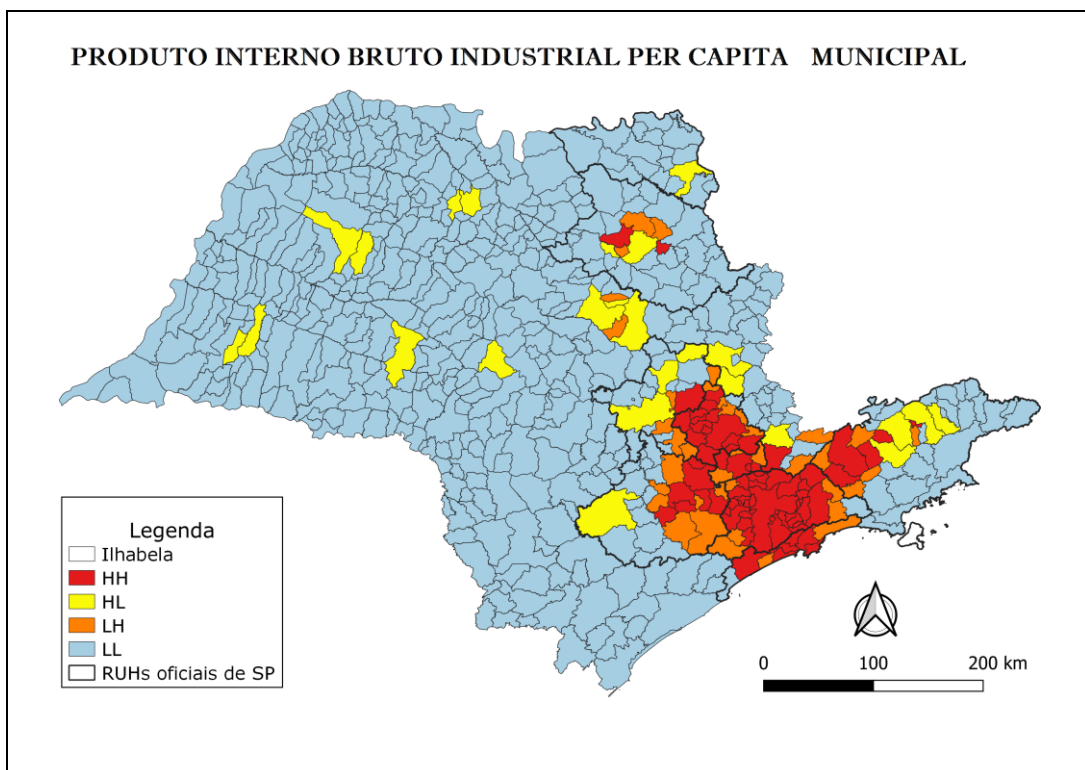 PRODUTO INTERNO BRUTO INDUSTRIAL PER CAPITA MUNICIPAL
Legenda
Ilhabela
HH
HL
LH
LL
RUHs oficiais de SP
0 100 200 km